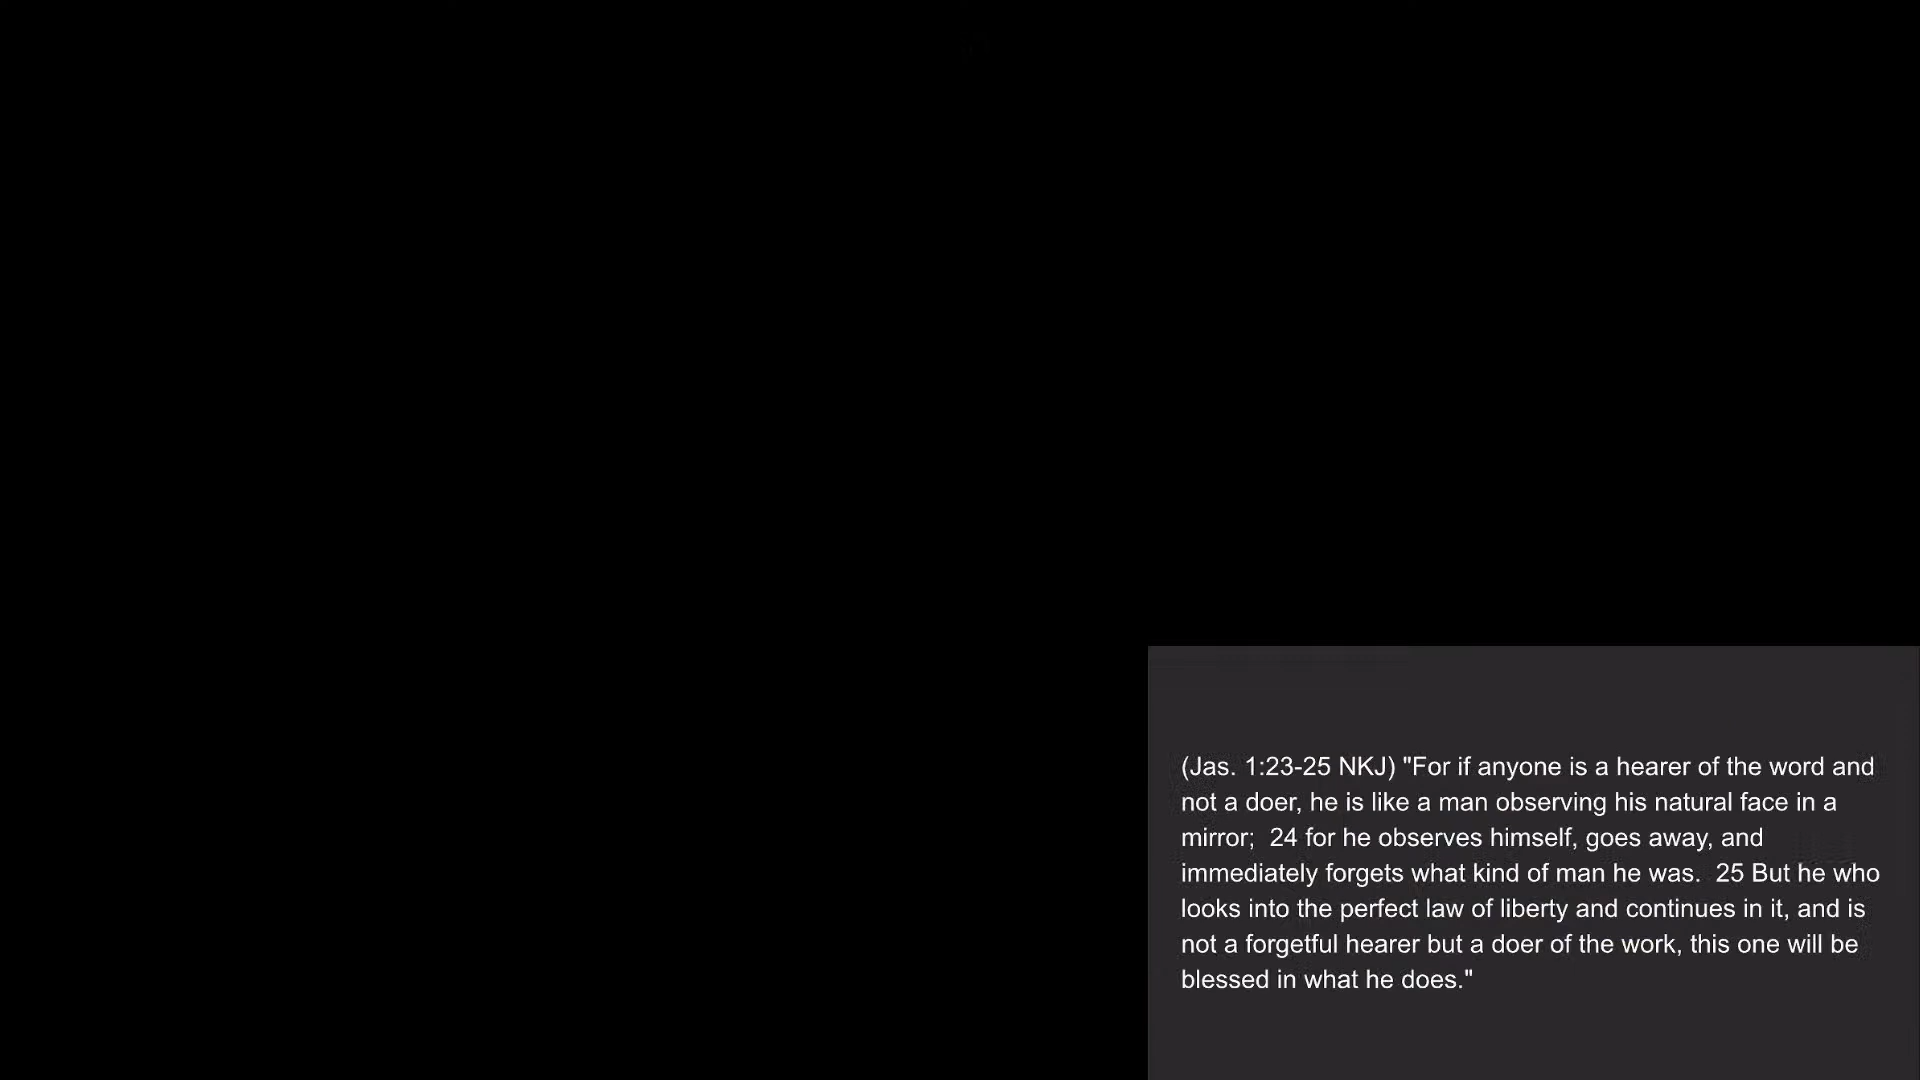 (Jas. 1:23-25 NKJ) "For if anyone is a hearer of the word and
not a doer, he is like a man observing his natural face in a
mirror;  24 for he observes himself, goes away, and
immediately forgets what kind of man he was.  25 But he who
looks into the perfect law of liberty and continues in it, and is
not a forgetful hearer but a doer of the work, this one will be
blessed in what he does."